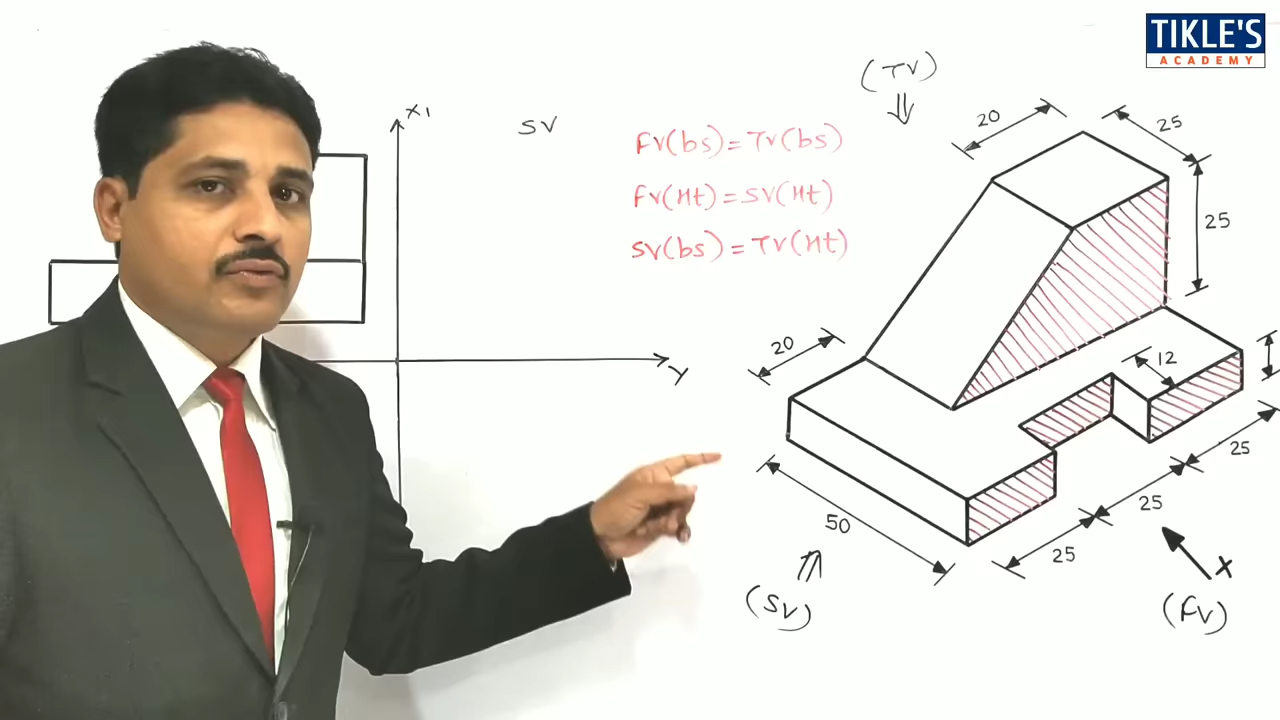 TIKLE'S
ACADEMY
X1
SV
Y
FV(bs)=TV(bs)
FV(Ht)=SV(Ht)
SV(bs)=TV(Ht)
(TV)
20
25
25
20
12
50
25
25
25
X
(SV)
(FV)